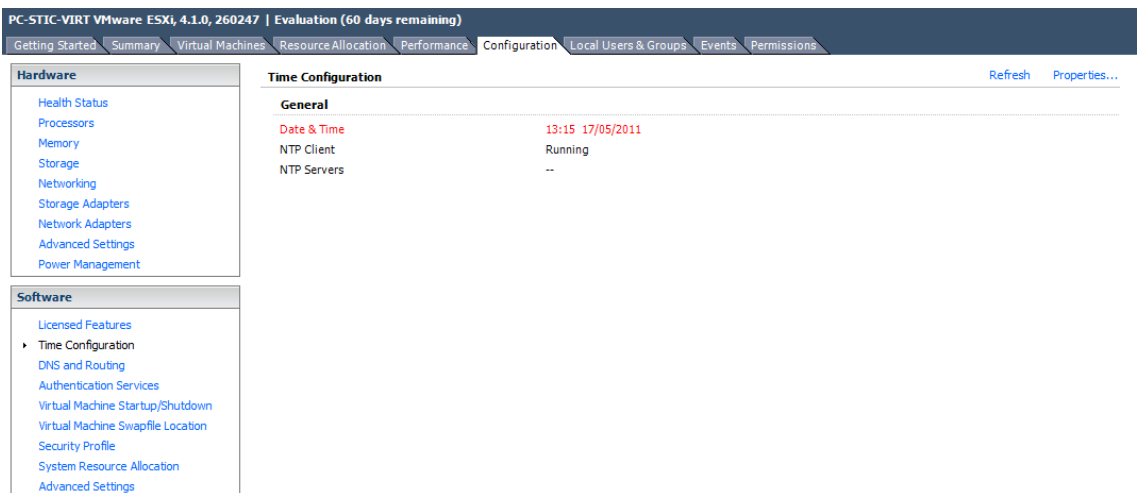 PC-STIC-VIRT VMware ESXi, 4.1.0, 260247 | Evaluation (60 days remaining)
Getting Started Summary Virtual Machines Resource Allocation Performance Configuration Local Users & Groups Events Permissions
Hardware
Health Status
Processors
Memory
Storage
Networking
Storage Adapters
Network Adapters
Advanced Settings
Power Management
Software
Licensed Features
Time Configuration
DNS and Routing
Authentication Services
Virtual Machine Startup/Shutdown
Virtual Machine Swapfile Location
Security Profile
System Resource Allocation
Advanced Settings
Time Configuration Refresh Properties...
General
Date & Time 13:15 17/05/2011
NTP Client Running
NTP Servers --